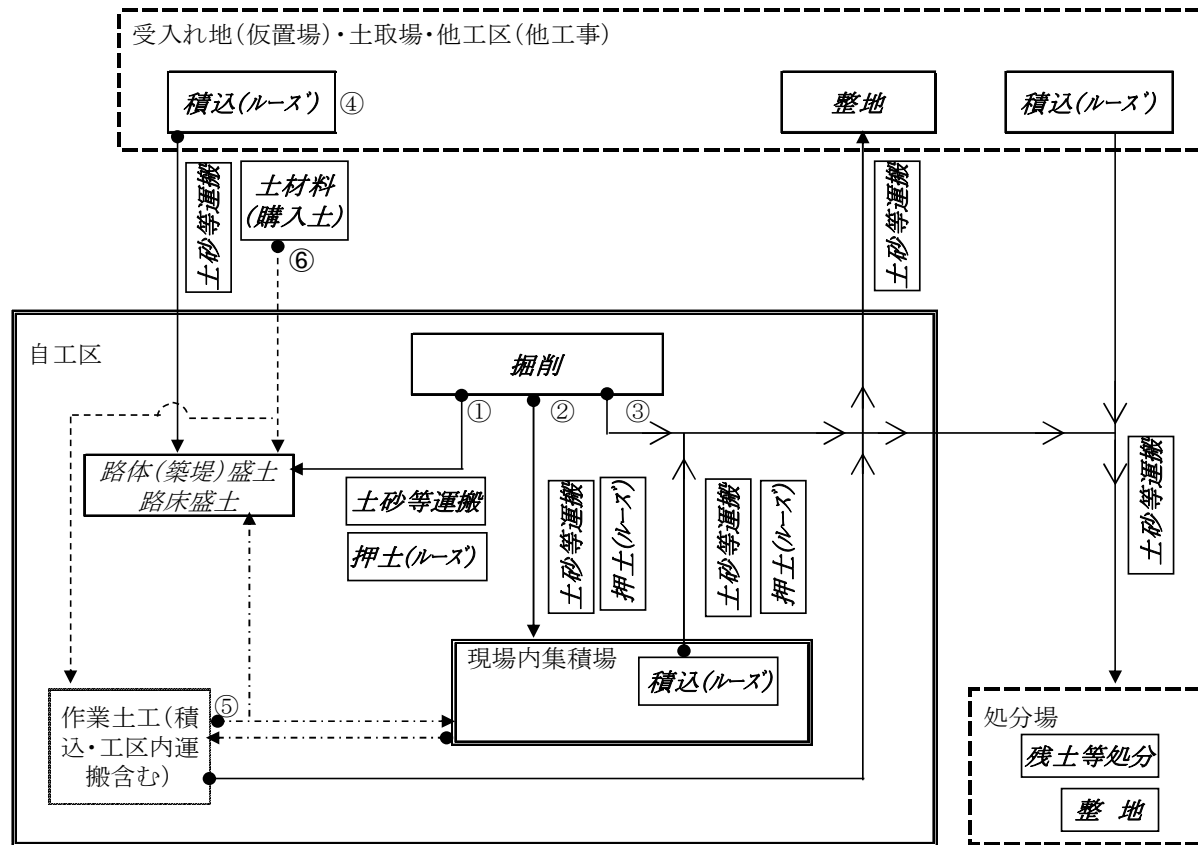 受入れ地(仮置場)・土取場・他工区(他工事)
積込(ルーズ)
④
整地
積込(ルーズ)
土砂等運搬
土材料
(購入土)
⑥
土砂等運搬
自工区
掘削
①
②
③
路体(築堤)盛土
路床盛土
土砂等運搬
押土(ルーズ)
土砂等運搬
押土(ルーズ)
土砂等運搬
押土(ルーズ)
土砂等運搬
現場内集積場
積込(ルーズ)
作業土工(積
込・工区内運
搬含む)
⑤
処分場
残土等処分
整 地